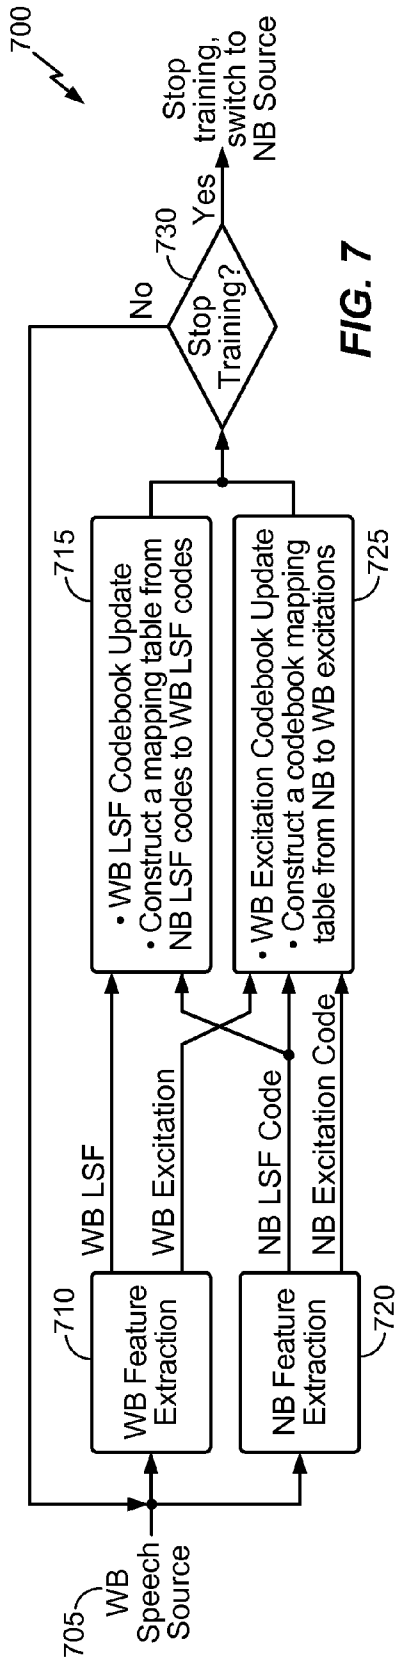 700
705
WB
Speech
Source
710
WB Feature
Extraction
720
NB Feature
Extraction
WB LSF
WB Excitation
NB LSF Code
NB Excitation Code
715
• WB LSF Codebook Update
• Construct a mapping table from
NB LSF codes to WB LSF codes
725
• WB Excitation Codebook Update
• Construct a codebook mapping
table from NB to WB excitations
730
Stop
Training?
No
Yes
Stop
training,
switch to
NB Source
FIG. 7